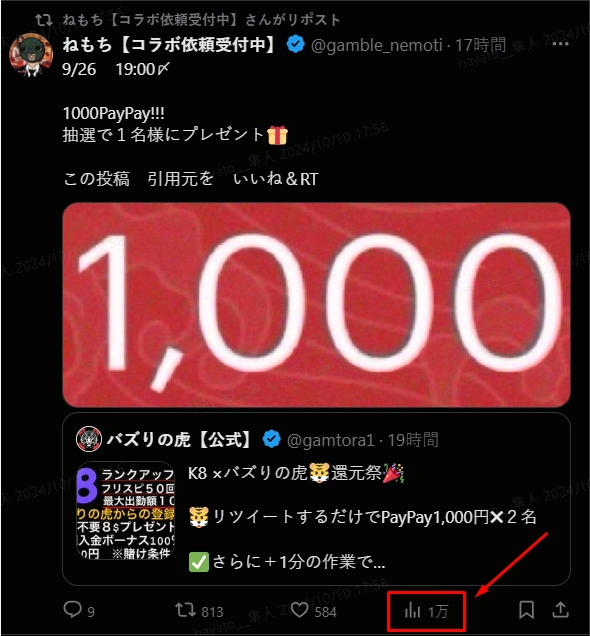 ねもち【コラボ依頼受付中】さんがリポスト
ねもち【コラボ依頼受付中】 @gamble_nemoti · 17時間
9/26 19:00〆
1000PayPay!!!
抽選で１名様にプレゼント🎁
この投稿 引用元を いいね＆RT
1,000
バズりの虎【公式】 @gamtora1 · 19時間
8
ランクアップ
フリスピ５０回
最大出勤額１０
りの虎からの登録
不要８$プレゼント
入金ボーナス100%
0円 ※賭け条件
K8 ×バズりの虎🐯還元祭🎉
🐯リツイートするだけでPayPay1,000円❌２名
✅さらに＋1分の作業で...
9 813 584 1万
hayato__隼人 2024/10/10 17:56